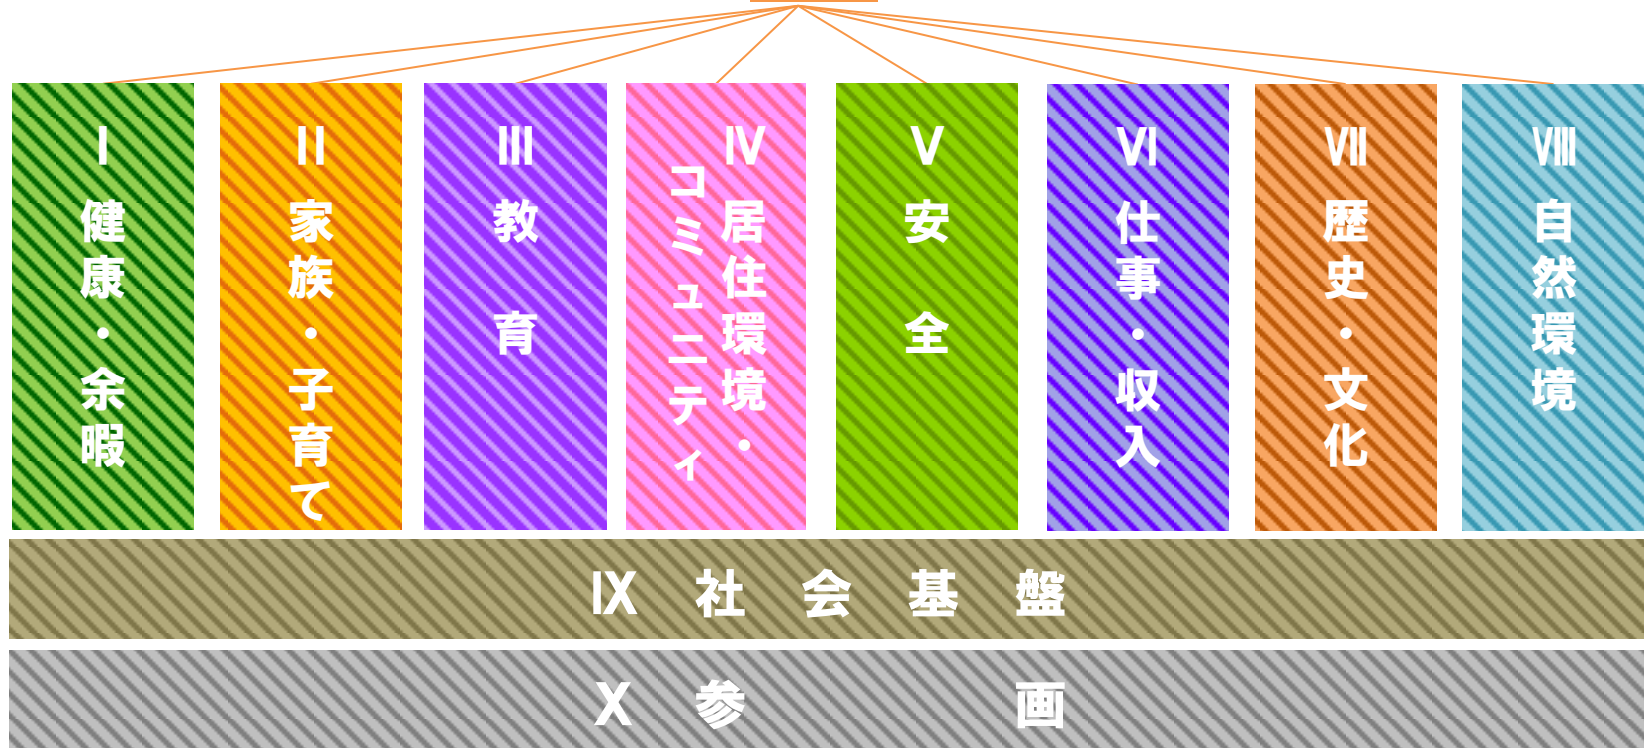 Ⅰ 健康・余暇
Ⅱ 家族・子育て
Ⅲ 教 育
Ⅳ 居住環境・
コミュニティ
Ⅴ 安 全
Ⅵ 仕事・収入
Ⅶ 歴史・文化
Ⅷ 自然環境
Ⅸ 社 会 基 盤
Ⅹ 参 画